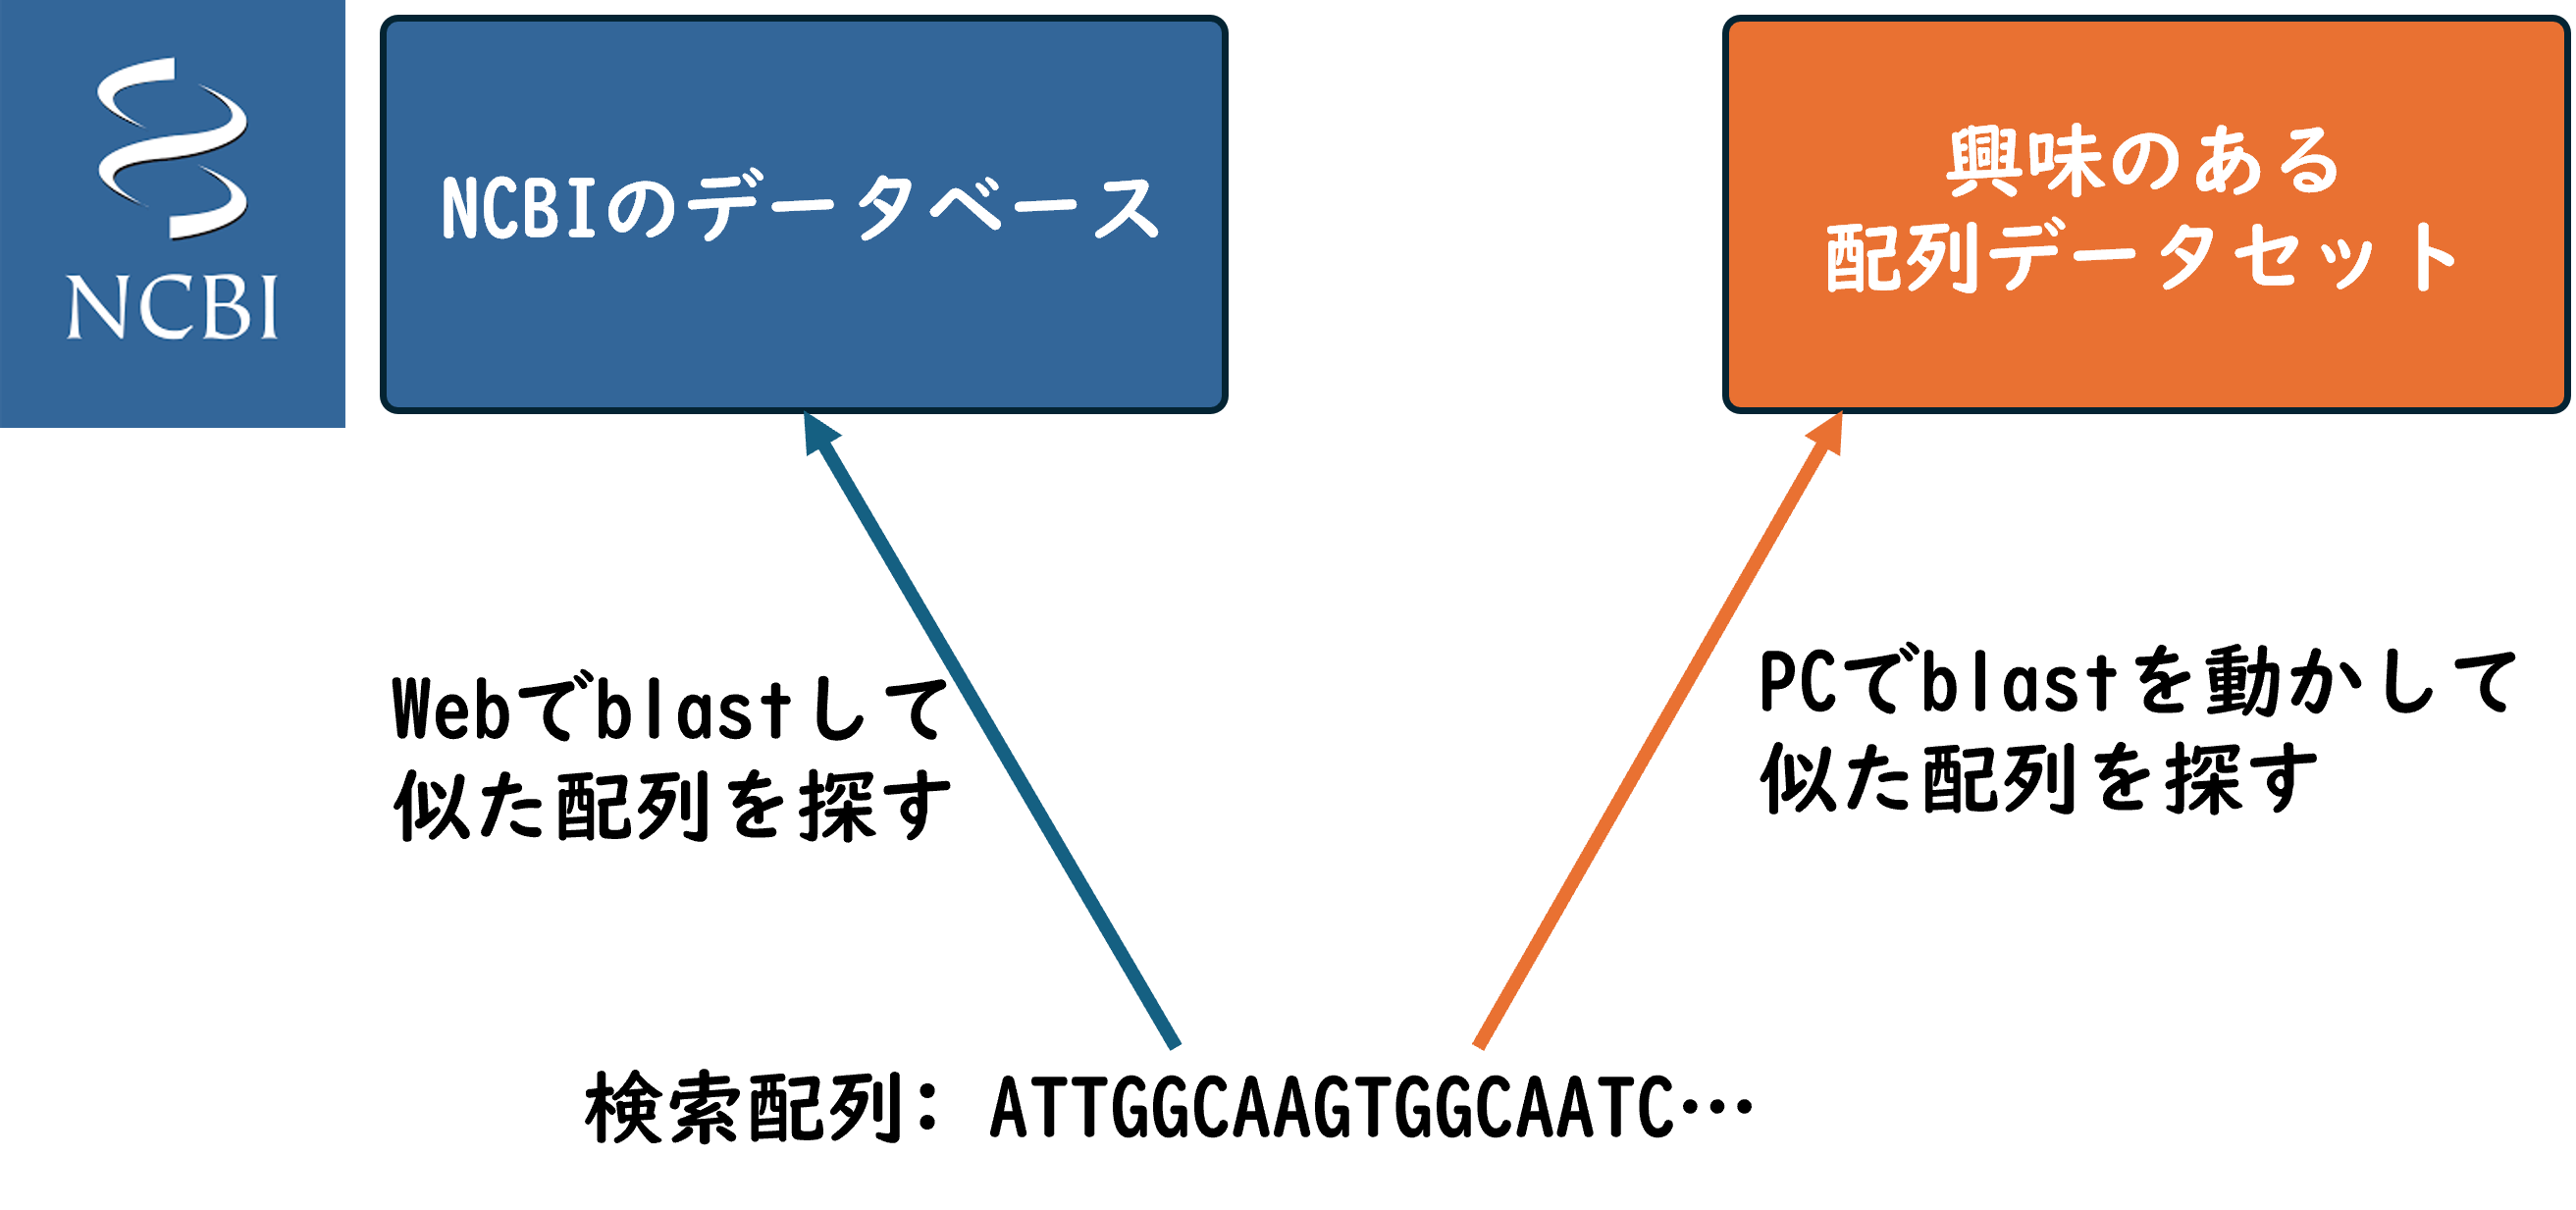 NCBI
NCBIのデータベース
興味のある
配列データセット
Webでblastして
似た配列を探す
PCでblastを動かして
似た配列を探す
検索配列: ATTGGCAAGTGGCAATC…